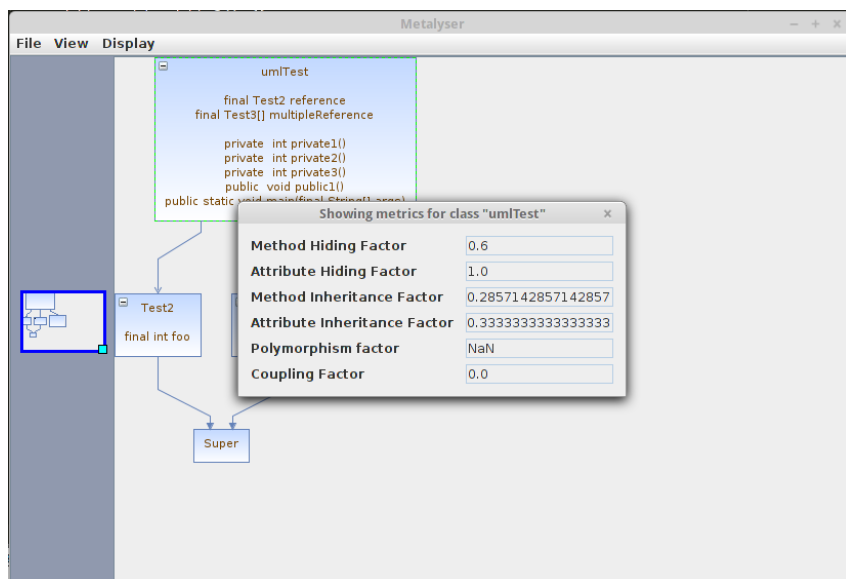 Metalyser
File View Display
umlTest
final Test2 reference
final Test3[] multipleReference
private int private1()
private int private2()
private int private3()
public void public1()
public static void main(final String[] args)
Showing metrics for class "umlTest"
Method Hiding Factor 0.6
Attribute Hiding Factor 1.0
Method Inheritance Factor 0.2857142857142857
Attribute Inheritance Factor 0.3333333333333333
Polymorphism factor NaN
Coupling Factor 0.0
Test2
final int foo
Super